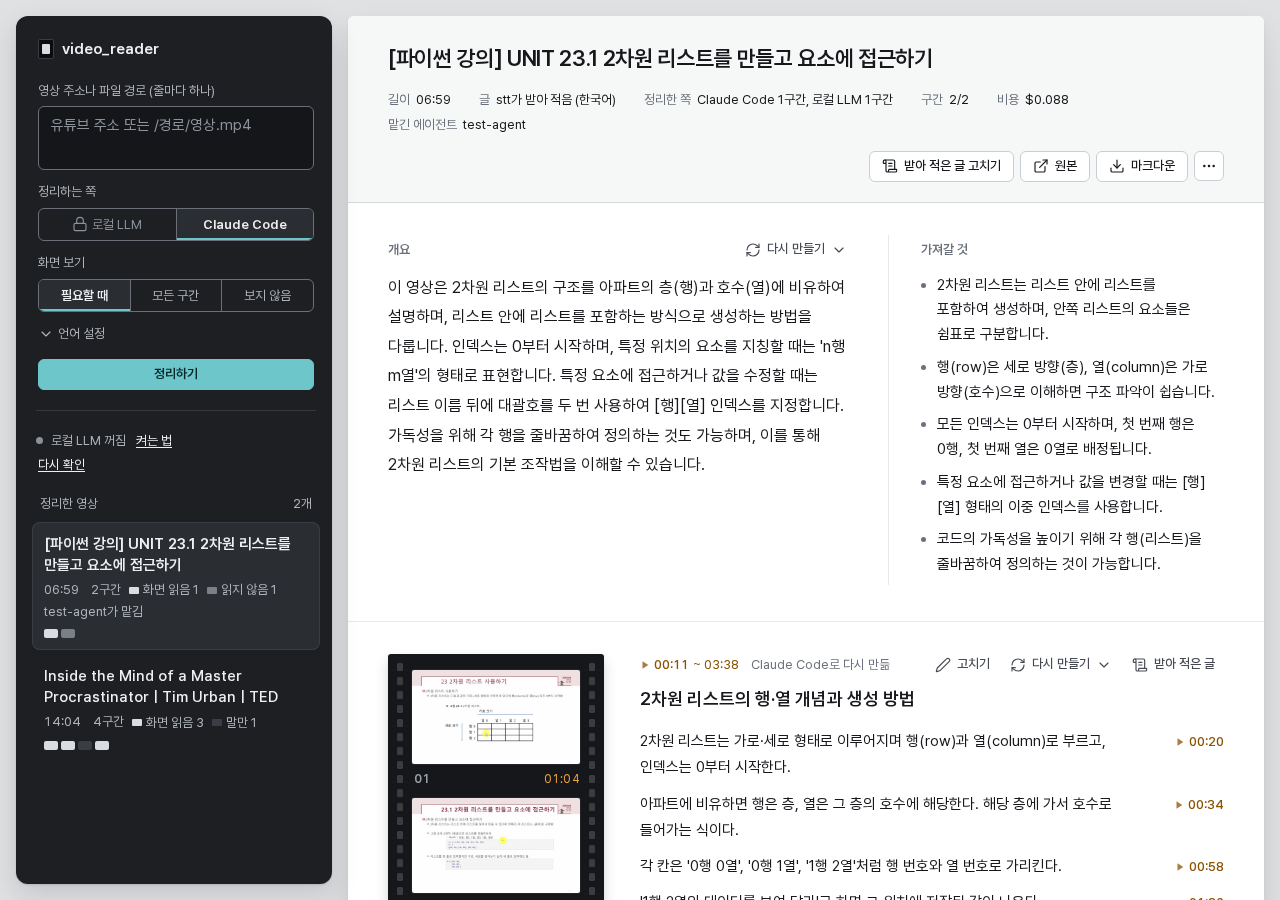 video_reader
영상 주소나 파일 경로 (줄마다 하나)
유튜브 주소 또는 /경로/영상.mp4
정리하는 쪽
로컬 LLM
Claude Code
화면 보기
필요할 때
모든 구간
보지 않음
언어 설정
정리하기
로컬 LLM 꺼짐 켜는 법
다시 확인
정리한 영상 2개
[파이썬 강의] UNIT 23.1 2차원 리스트를
만들고 요소에 접근하기
06:59 2구간 화면 읽음 1 읽지 않음 1
test-agent가 맡김
Inside the Mind of a Master
Procrastinator | Tim Urban | TED
14:04 4구간 화면 읽음 3 말만 1
[파이썬 강의] UNIT 23.1 2차원 리스트를 만들고 요소에 접근하기
길이 06:59 글 stt가 받아 적음 (한국어) 정리한 쪽 Claude Code 1구간, 로컬 LLM 1구간 구간 2/2 비용 $0.088
맡긴 에이전트 test-agent
받아 적은 글 고치기
원본
마크다운
개요
다시 만들기
이 영상은 2차원 리스트의 구조를 아파트의 층(행)과 호수(열)에 비유하여
설명하며, 리스트 안에 리스트를 포함하는 방식으로 생성하는 방법을
다룹니다. 인덱스는 0부터 시작하며, 특정 위치의 요소를 지칭할 때는 'n행
m열'의 형태로 표현합니다. 특정 요소에 접근하거나 값을 수정할 때는
리스트 이름 뒤에 대괄호를 두 번 사용하여 [행][열] 인덱스를 지정합니다.
가독성을 위해 각 행을 줄바꿈하여 정의하는 것도 가능하며, 이를 통해
2차원 리스트의 기본 조작법을 이해할 수 있습니다.
가져갈 것
2차원 리스트는 리스트 안에 리스트를
포함하여 생성하며, 안쪽 리스트의 요소들은
쉼표로 구분합니다.
행(row)은 세로 방향(층), 열(column)은 가로
방향(호수)으로 이해하면 구조 파악이 쉽습니다.
모든 인덱스는 0부터 시작하며, 첫 번째 행은
0행, 첫 번째 열은 0열로 배정됩니다.
특정 요소에 접근하거나 값을 변경할 때는 [행]
[열] 형태의 이중 인덱스를 사용합니다.
코드의 가독성을 높이기 위해 각 행(리스트)을
줄바꿈하여 정의하는 것이 가능합니다.
23 2차원 리스트 사용하기
01 01:04
23.1 2차원 리스트를 만들고 요소에 접근하기
00:11 ~ 03:38 Claude Code로 다시 만듦
고치기
다시 만들기
받아 적은 글
2차원 리스트의 행·열 개념과 생성 방법
2차원 리스트는 가로·세로 형태로 이루어지며 행(row)과 열(column)로 부르고, 00:20
인덱스는 0부터 시작한다.
아파트에 비유하면 행은 층, 열은 그 층의 호수에 해당한다. 해당 층에 가서 호수로 00:34
들어가는 식이다.
각 칸은 '0행 0열', '0행 1열', '1행 2열'처럼 행 번호와 열 번호로 가리킨다. 00:58